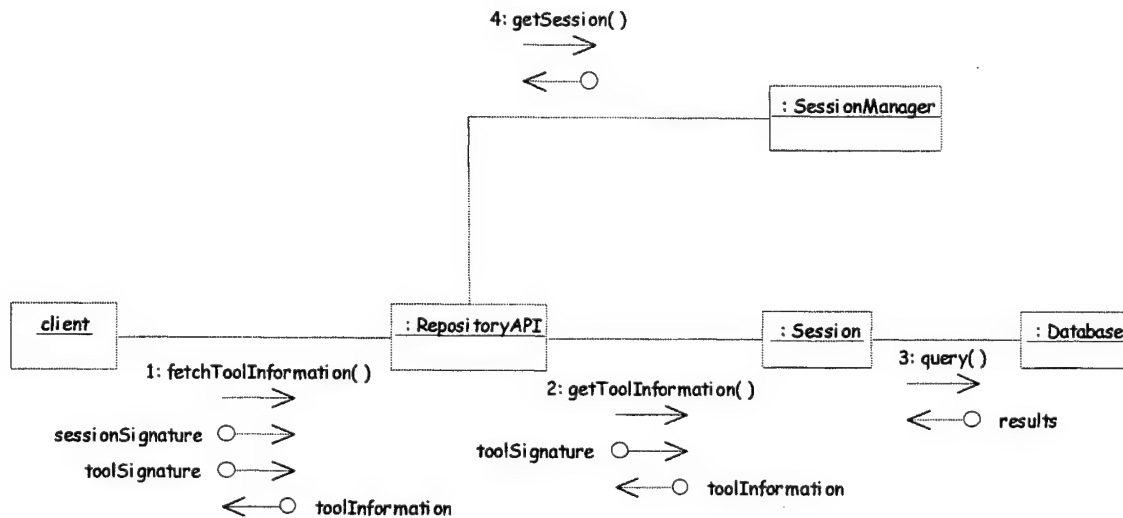 4: getSession( )
: SessionManager
client
: RepositoryAPI
: Session
: Database
1: fetchToolInformation( )
sessionSignature
toolSignature
toolInformation
2: getToolInformation( )
toolSignature
toolInformation
3: query( )
results